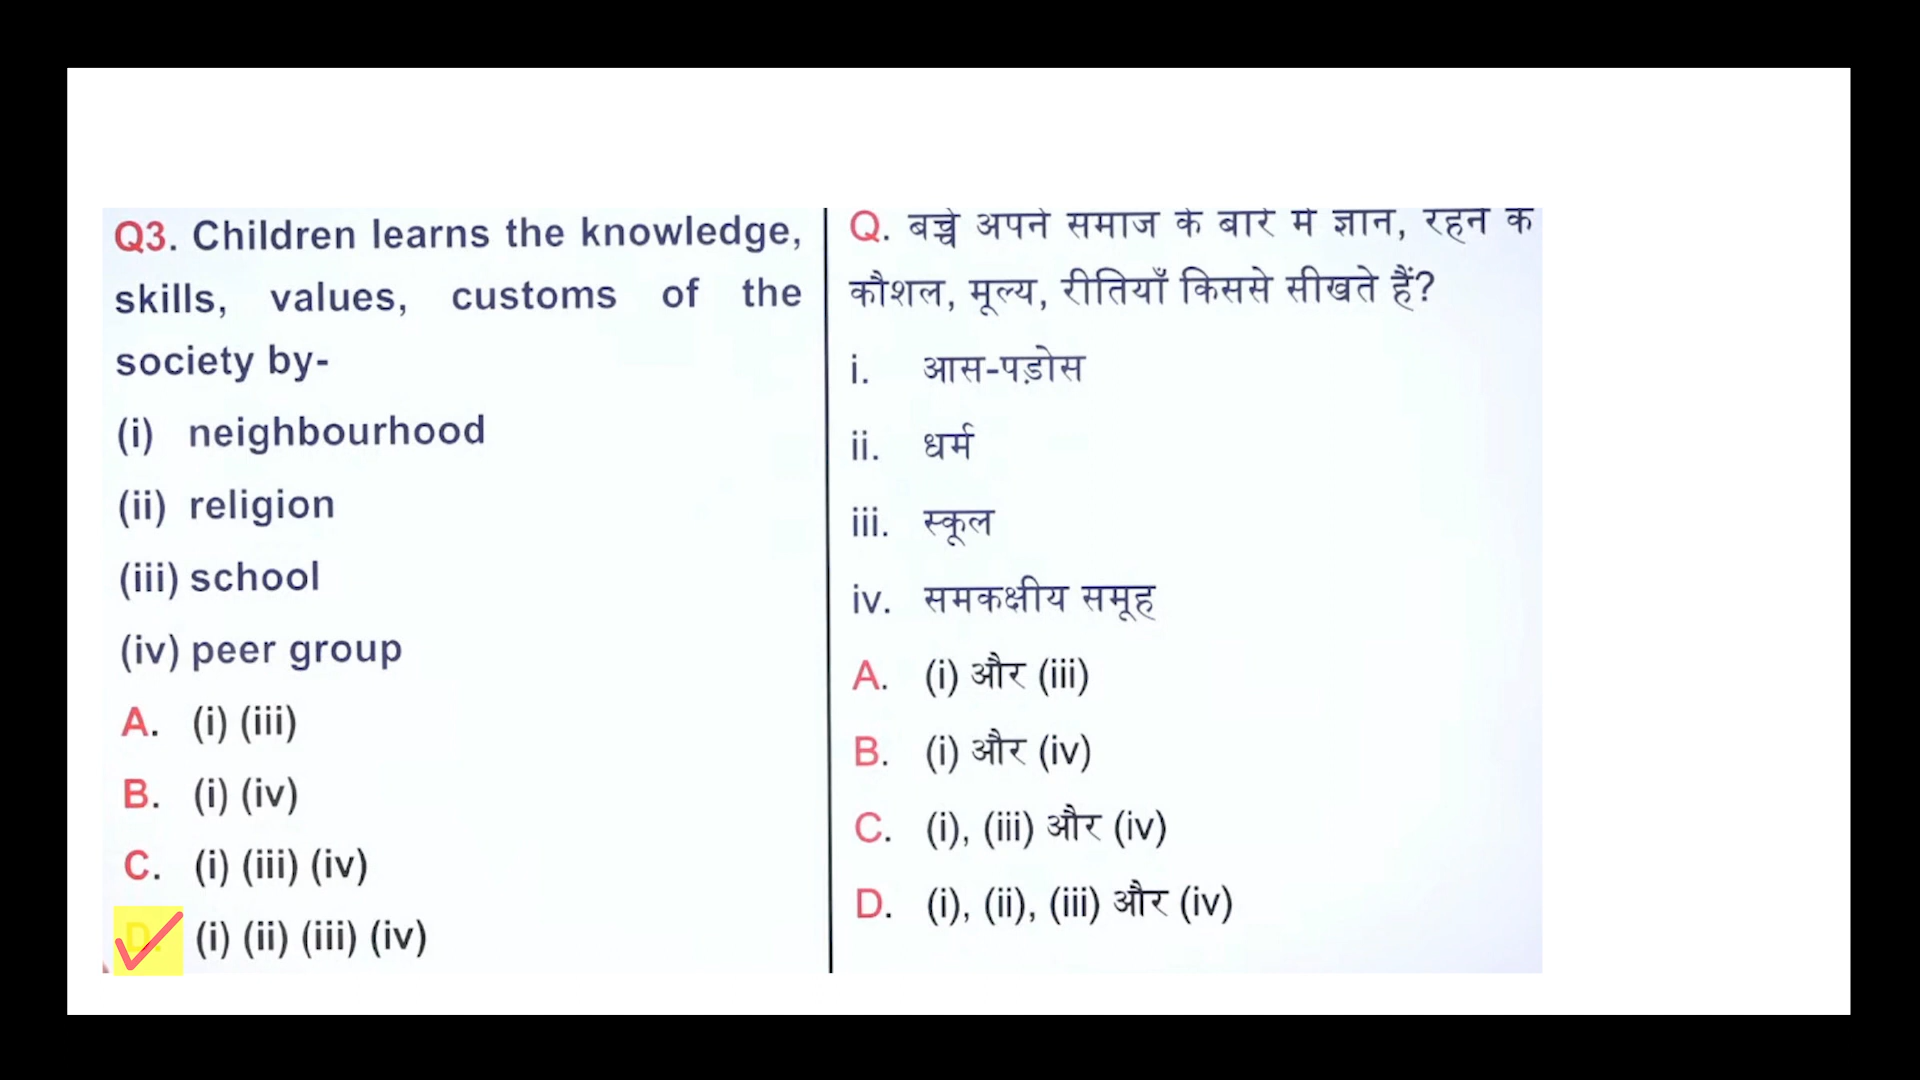 Q3. Children learns the knowledge,
skills, values, customs of the
society by-
(i) neighbourhood
(ii) religion
(iii) school
(iv) peer group
A. (i) (iii)
B. (i) (iv)
C. (i) (iii) (iv)
D. (i) (ii) (iii) (iv)
Q. बच्चे अपने समाज के बारे में ज्ञान, रहने के
कौशल, मूल्य, रीतियाँ किससे सीखते हैं?
i. आस-पड़ोस
ii. धर्म
iii. स्कूल
iv. समकक्षीय समूह
A. (i) और (iii)
B. (i) और (iv)
C. (i), (iii) और (iv)
D. (i), (ii), (iii) और (iv)